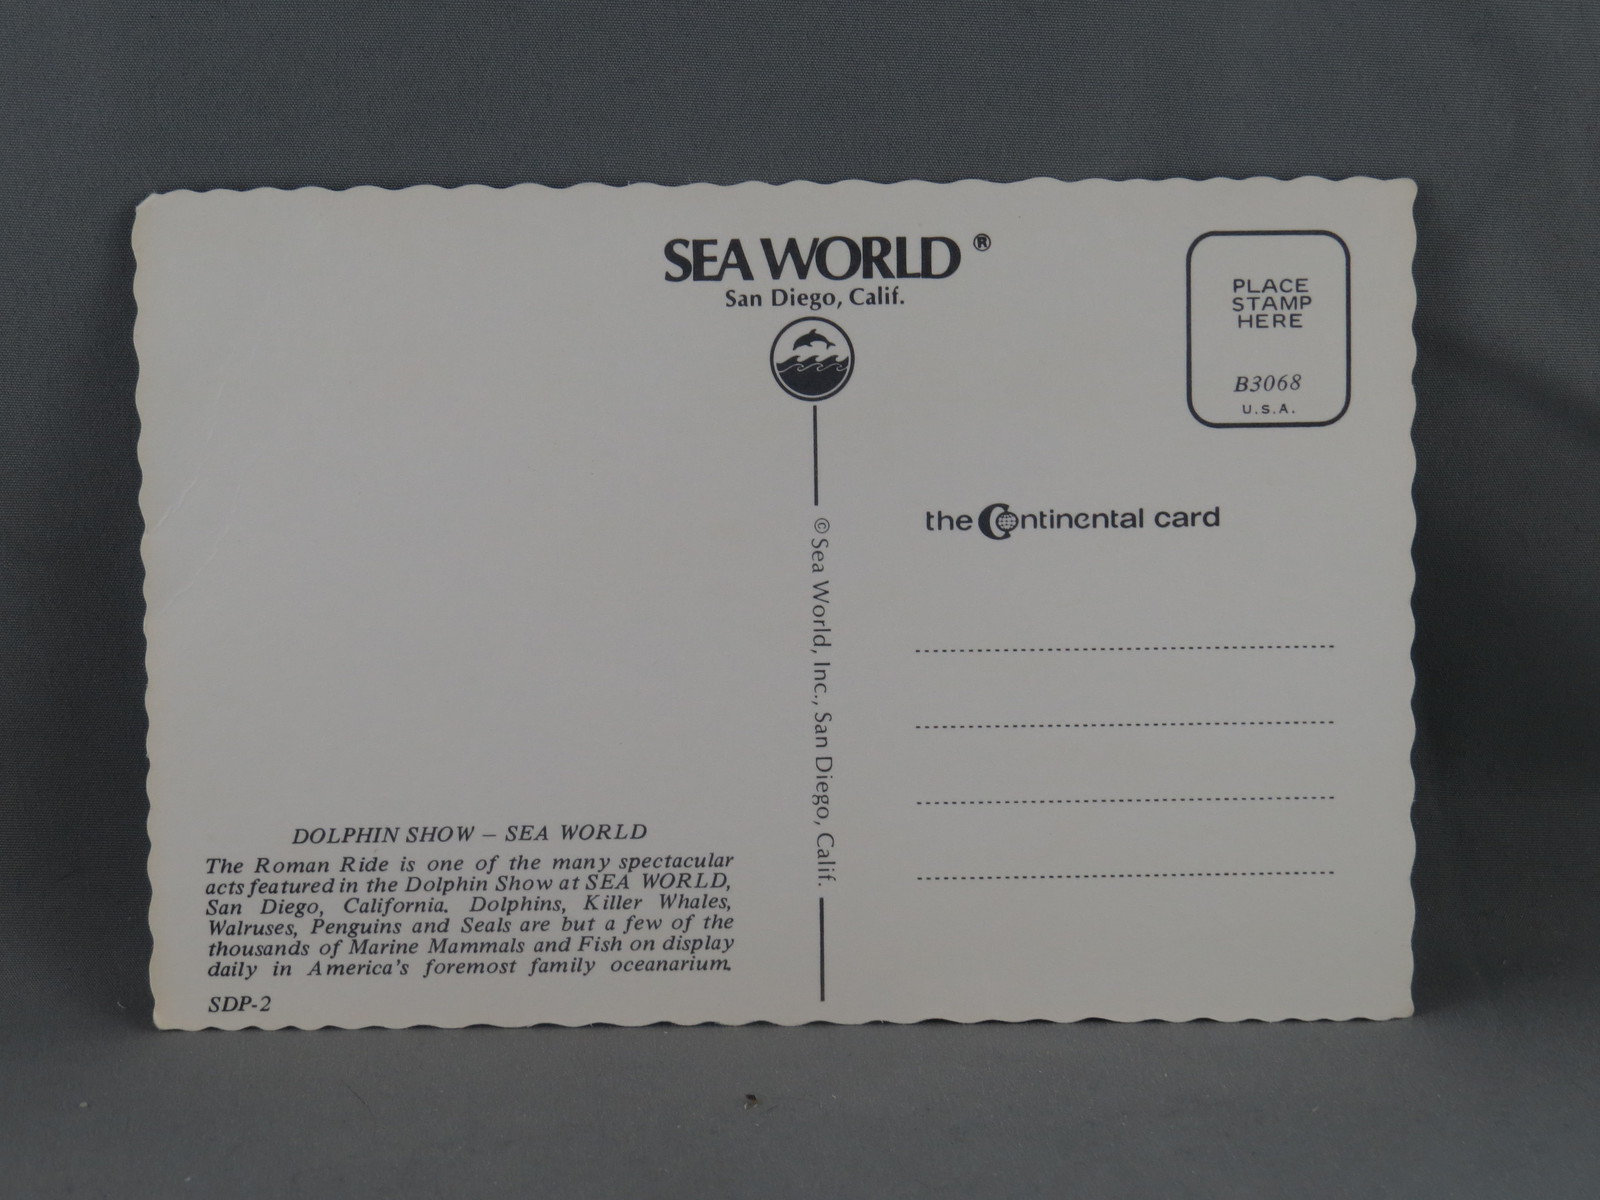 SEA WORLD ®
San Diego, Calif.
PLACE
STAMP
HERE
B3068
U.S.A.
the Continental card
© Sea World, Inc., San Diego, Calif.
DOLPHIN SHOW – SEA WORLD
The Roman Ride is one of the many spectacular
acts featured in the Dolphin Show at SEA WORLD,
San Diego, California. Dolphins, Killer Whales,
Walruses, Penguins and Seals are but a few of the
thousands of Marine Mammals and Fish on display
daily in America's foremost family oceanarium.
SDP-2